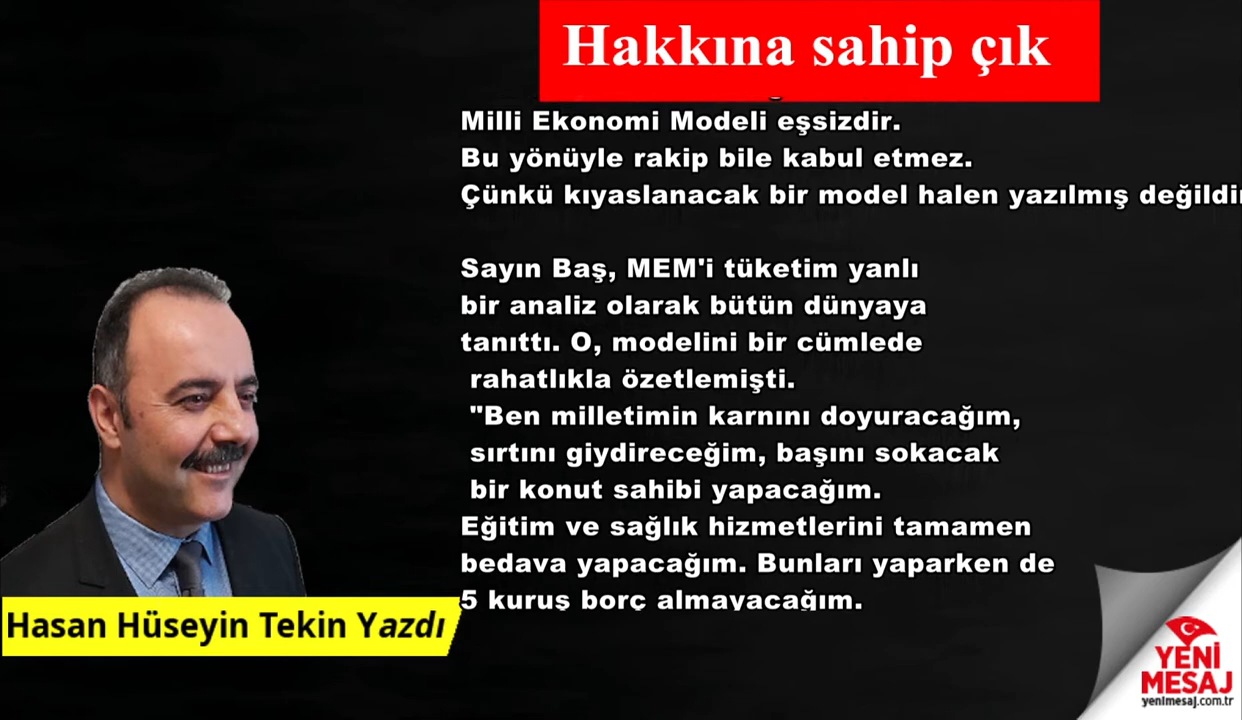 Hakkına sahip çık
Milli Ekonomi Modeli eşsizdir.
Bu yönüyle rakip bile kabul etmez.
Çünkü kıyaslanacak bir model halen yazılmış
Sayın Baş, MEM'i tüketim yanlı
bir analiz olarak bütün dünyaya
tanıttı. O, modelini bir cümlede
rahatlıkla özetlemişti.
"Ben milletimin karnını doyuracağım,
sırtını giydireceğim, başını sokacak
bir konut sahibi yapacağım.
Eğitim ve sağlık hizmetlerini tamamen
bedava yapacağım. Bunları yaparken de
5 kuruş borç almayacağım.
Hasan Hüseyin Tekin Yazdı
YENİ
MESAJ
yenimesaj.com.tr